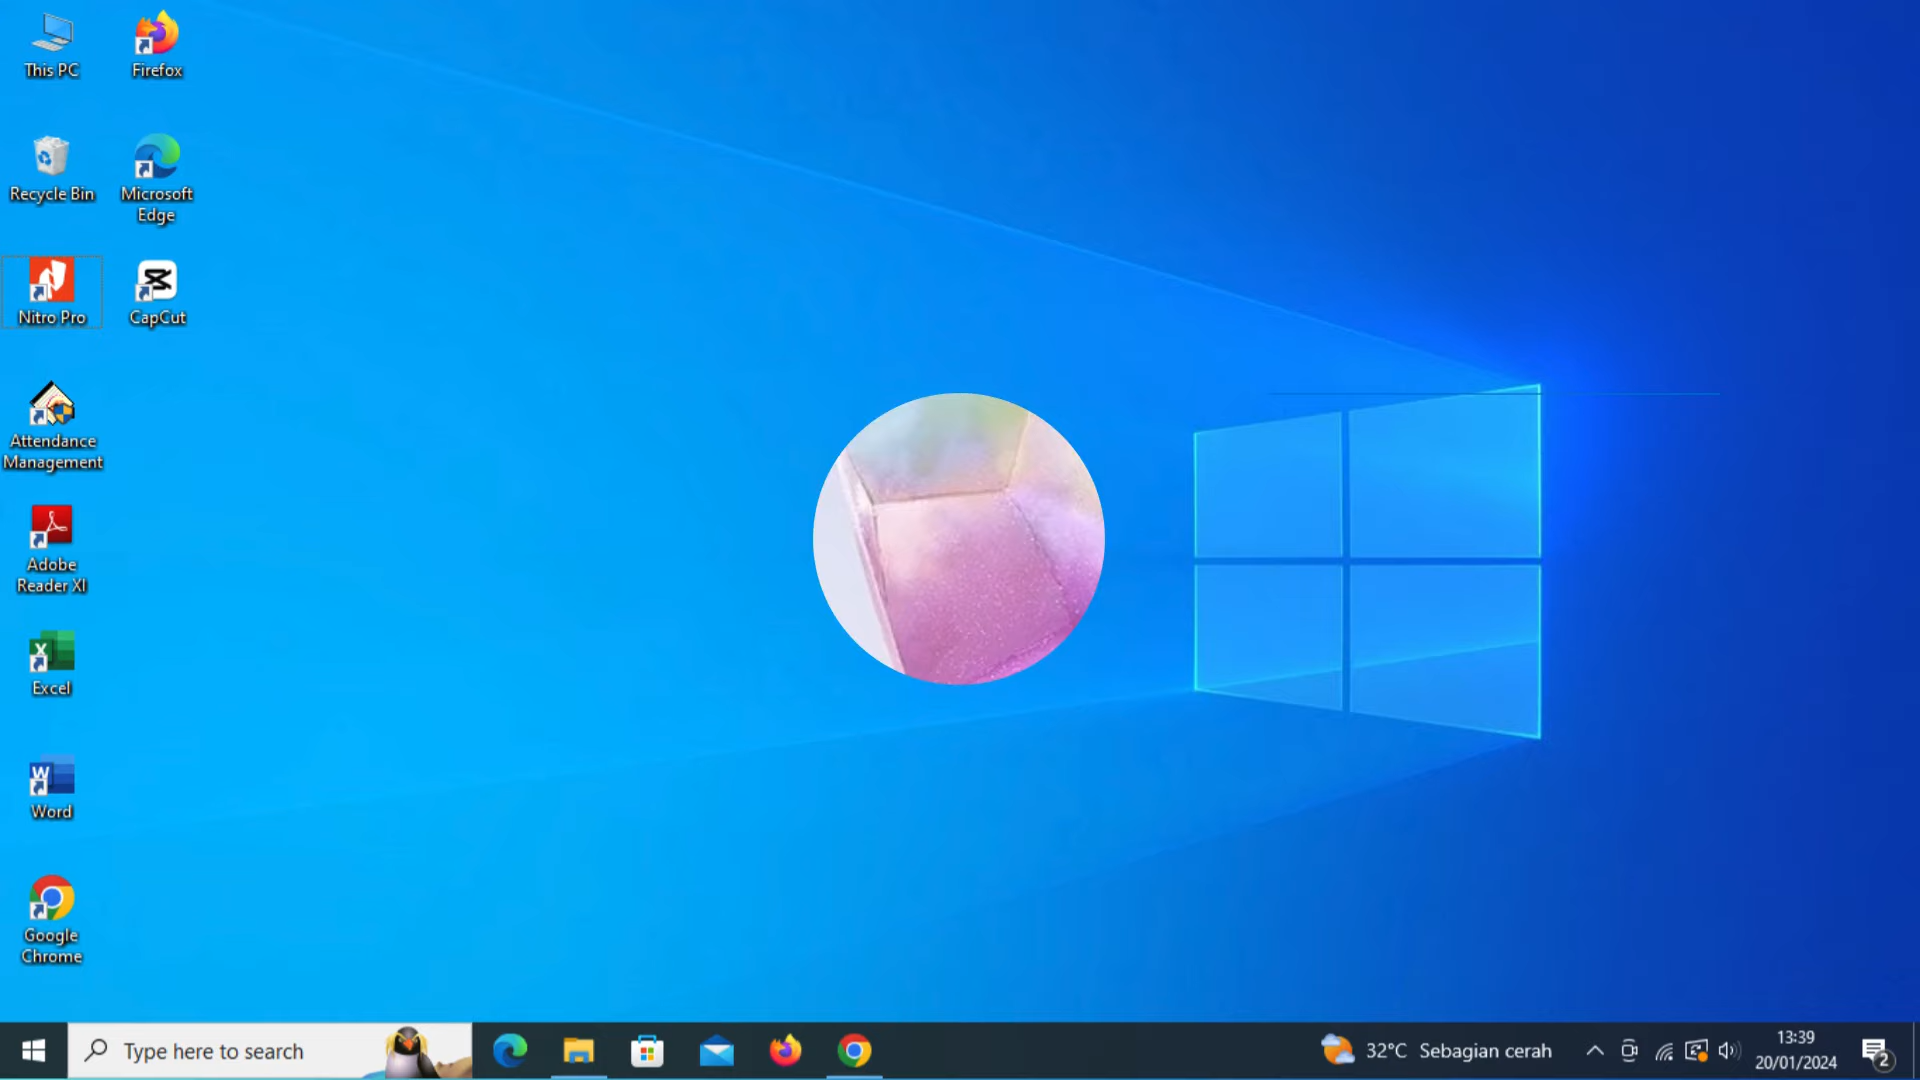 This PC
Firefox
Recycle Bin
Microsoft
Edge
Nitro Pro
CapCut
Attendance
Management
Adobe
Reader XI
Excel
Word
Google
Chrome
Type here to search
32°C Sebagian cerah
13:39
20/01/2024
2